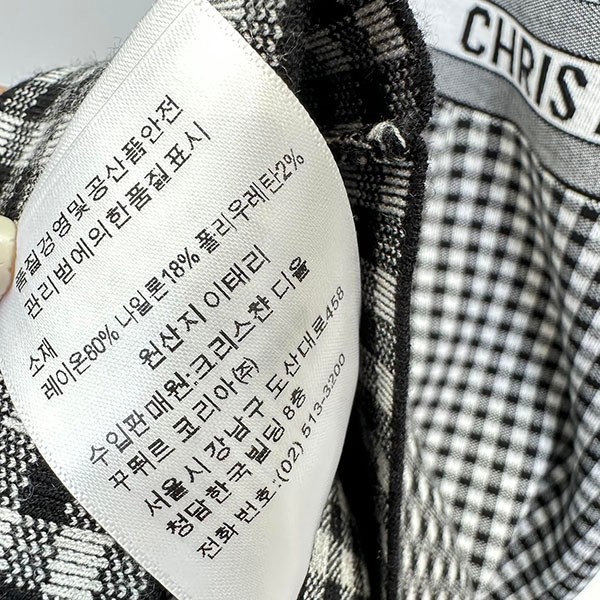 품질경영및 공산품안전
관리법에의한품질표시
소재
레이온80% 나일론18% 폴리우레탄2%
원산지 이태리
수입판매원:크리스챤 디올
꾸뛰르 코리아㈜
서울시 강남구 도산대로458
청담한국빌딩 8층
전화번호:(02) 513-3200
CHRIS